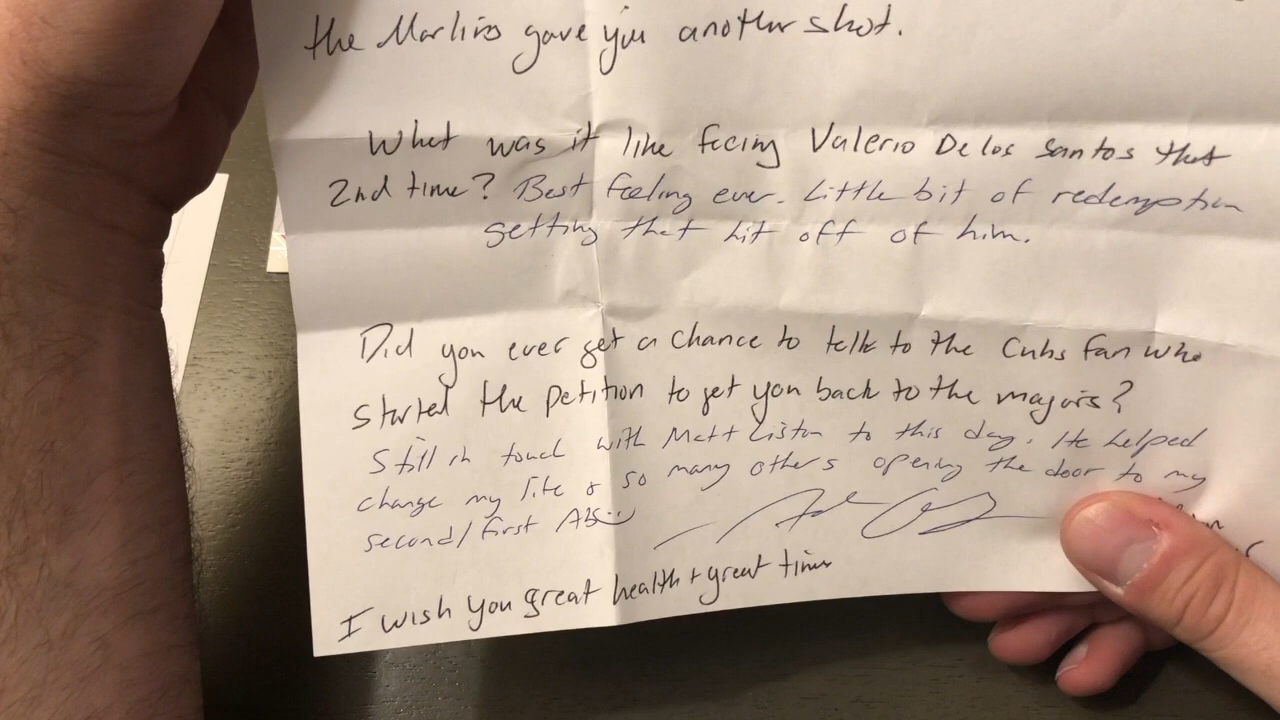 the Marlins gave you another shot.
What was it like facing Valerio De los Santos that
2nd time? Best feeling ever. Little bit of redemption
getting that hit off of him.
Did you ever get a chance to talk to the Cubs fan who
started the petition to get you back to the majors?
Still in touch with Matt Liston to this day. He helped
change my life & so many others opening the door to my
second/first AB :)
I wish you great health + great times